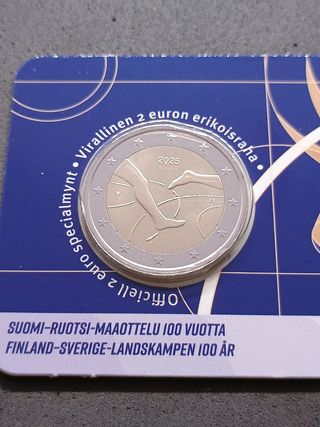 Officiell 2 euro specialmynt • Virallinen 2 euron erikoisraha •
2025
SUOMI-RUOTSI-MAAOTTELU 100 VUOTTA
FINLAND-SVERIGE-LANDSKAMPEN 100 ÅR